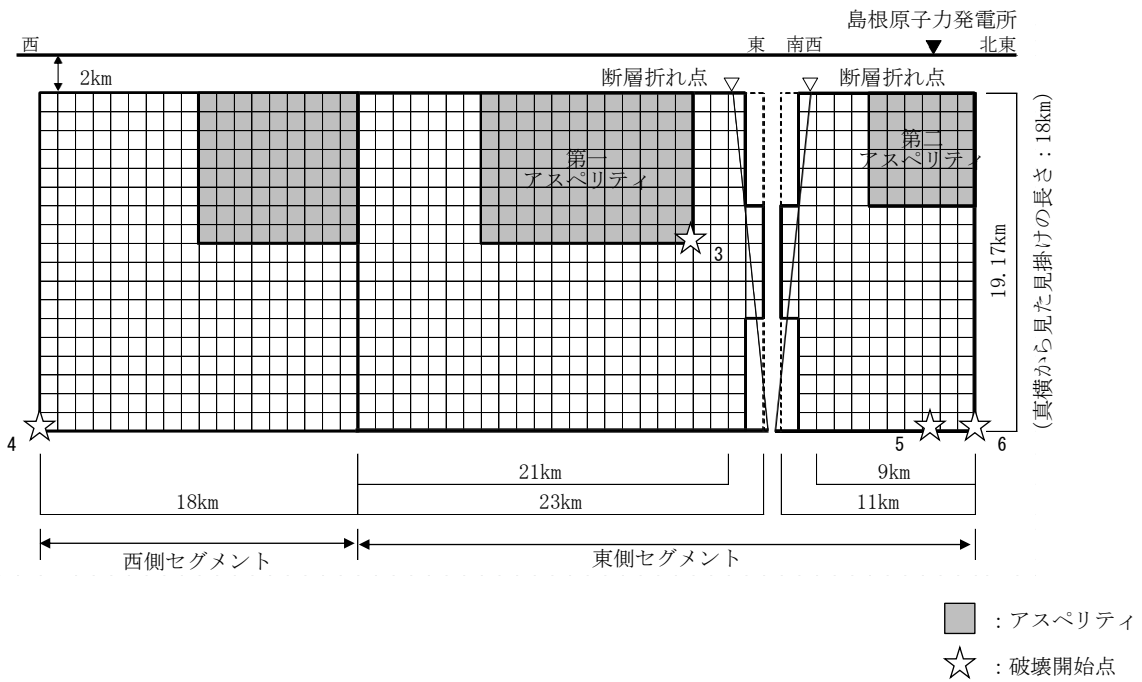 島根原子力発電所
西
東
南西
北東
2km
断層折れ点
断層折れ点
第一
アスペリティ
第二
アスペリティ
3
19.17km
(真横から見た見掛けの長さ：18km)
4
5
6
21km
9km
18km
23km
11km
西側セグメント
東側セグメント
：アスペリティ
：破壊開始点